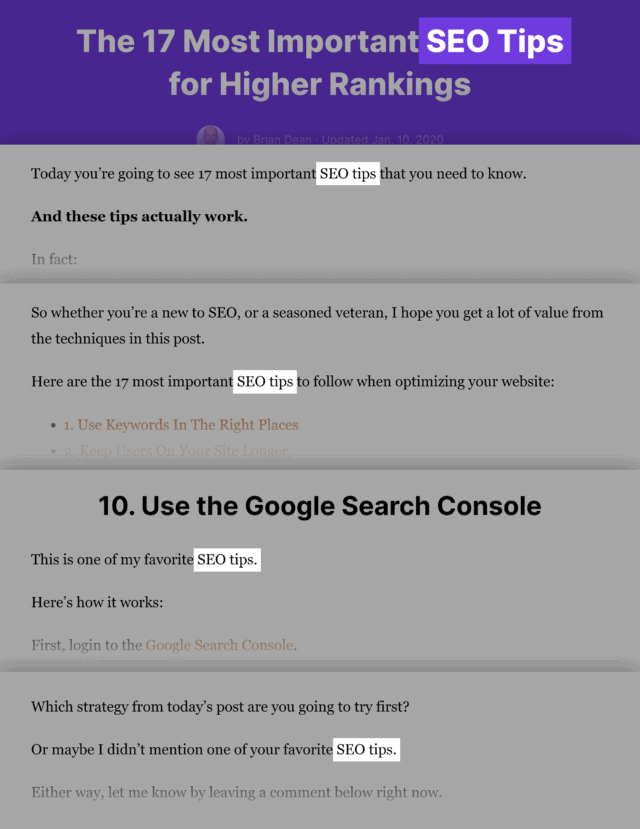 The 17 Most Important SEO Tips
for Higher Rankings
by Brian Dean · Updated Jan. 10, 2020
Today you’re going to see 17 most important SEO tips that you need to know.
And these tips actually work.
In fact:
So whether you’re a new to SEO, or a seasoned veteran, I hope you get a lot of value from
the techniques in this post.
Here are the 17 most important SEO tips to follow when optimizing your website:
• 1. Use Keywords In The Right Places
• 2. Keep Users On Your Site Longer
10. Use the Google Search Console
This is one of my favorite SEO tips.
Here’s how it works:
First, login to the Google Search Console.
Which strategy from today’s post are you going to try first?
Or maybe I didn’t mention one of your favorite SEO tips.
Either way, let me know by leaving a comment below right now.